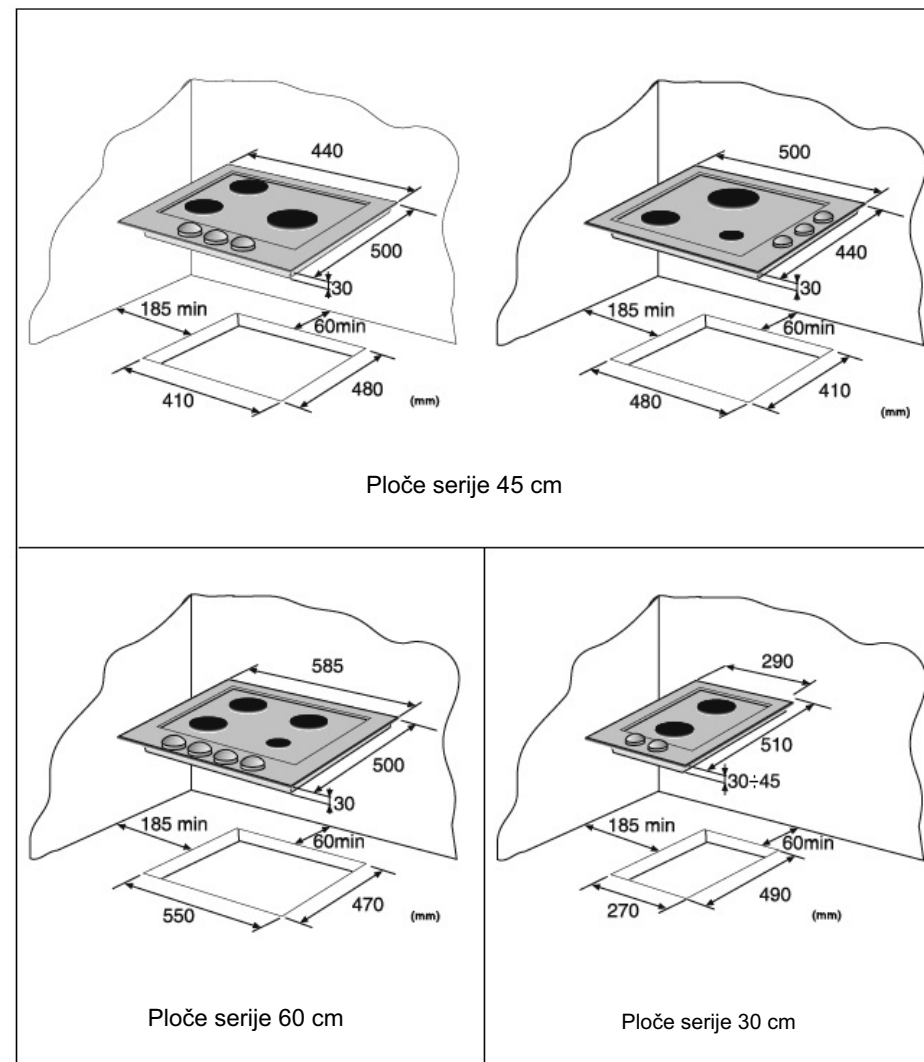 440
500
30
185 min
60min
410
480
(mm)
500
440
30
185 min
60min
480
410
(mm)
Ploče serije 45 cm
585
500
30
185 min
60min
550
470
(mm)
Ploče serije 60 cm
290
510
30÷45
185 min
60min
270
490
(mm)
Ploče serije 30 cm